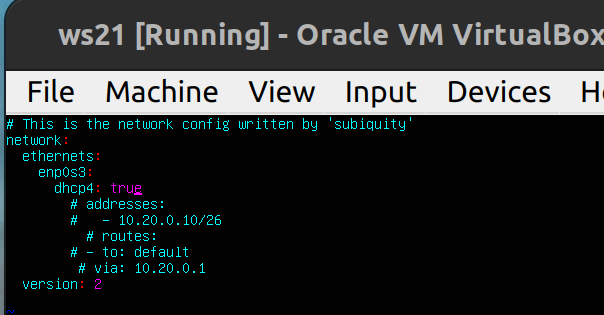 ws21 [Running] - Oracle VM VirtualBox
File Machine View Input Devices He
# This is the network config written by 'subiquity'
network:
  ethernets:
    enp0s3:
      dhcp4: true
        # addresses:
        #   - 10.20.0.10/26
          # routes:
        # - to: default
         # via: 10.20.0.1
  version: 2
~